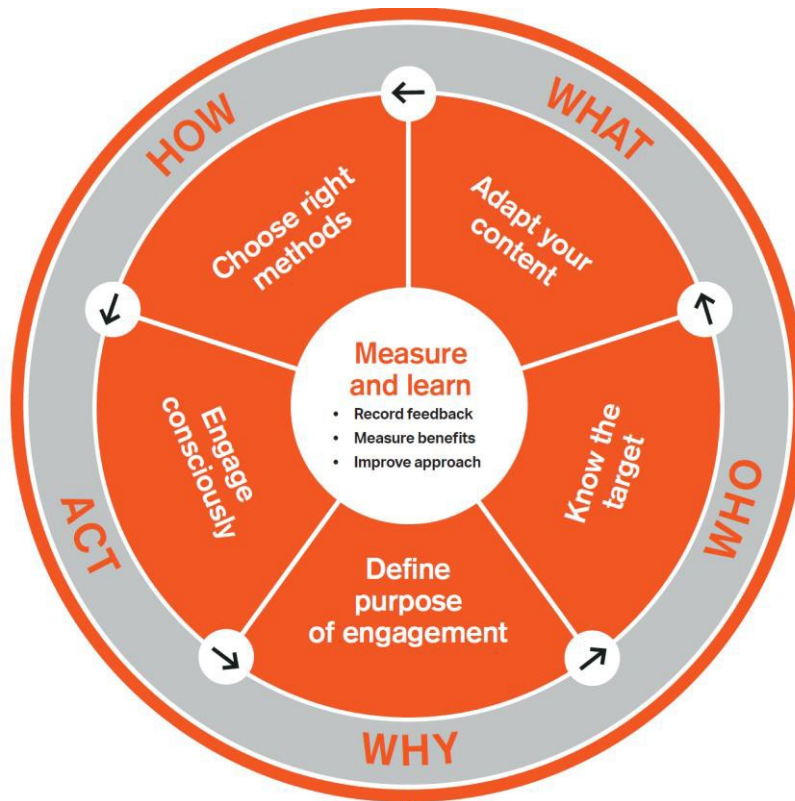 HOW
WHAT
Choose right
methods
Adapt your
content
Measure
and learn
• Record feedback
• Measure benefits
• Improve approach
Engage
consciously
Know the
target
ACT
WHO
Define
purpose
of engagement
WHY